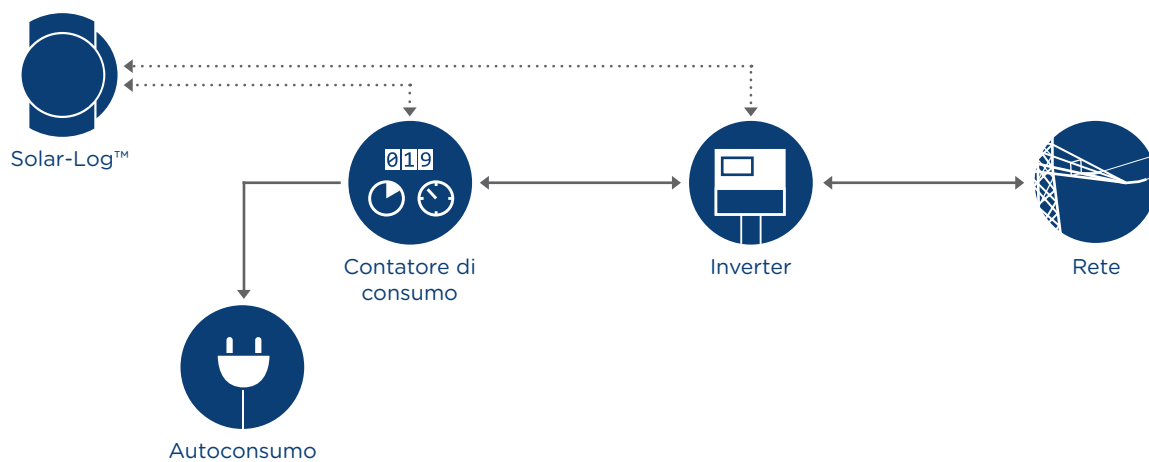 Solar-Log™
019
Contatore di
consumo
Inverter
Rete
Autoconsumo